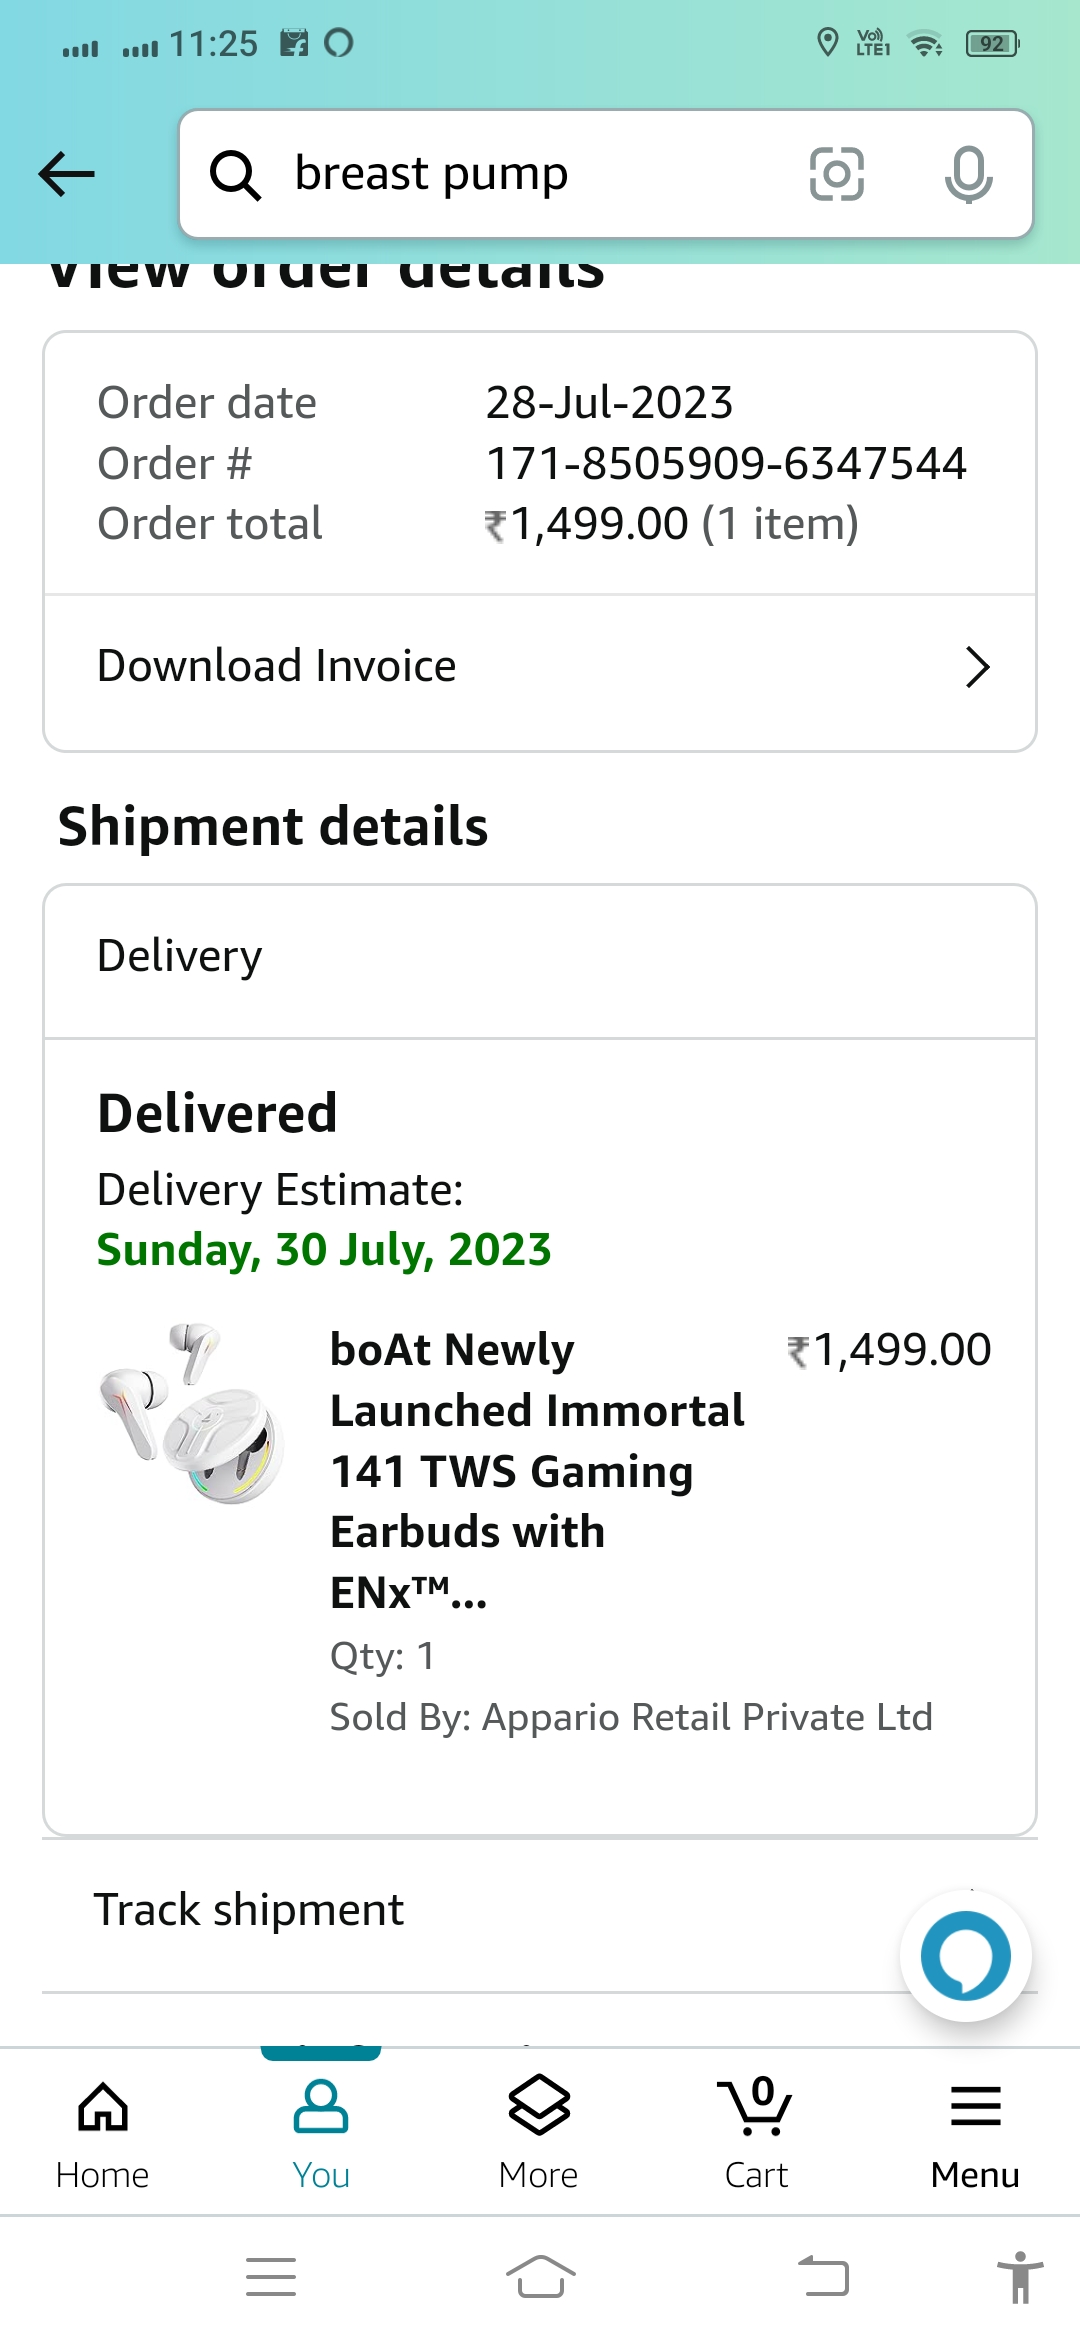 11:25
Vo)) LTE1
92
breast pump
View order details
Order date 28-Jul-2023
Order # 171-8505909-6347544
Order total ₹1,499.00 (1 item)
Download Invoice
Shipment details
Delivery
Delivered
Delivery Estimate:
Sunday, 30 July, 2023
boAt Newly ₹1,499.00
Launched Immortal
141 TWS Gaming
Earbuds with
ENx™...
Qty: 1
Sold By: Appario Retail Private Ltd
Track shipment
0
Home You More Cart Menu